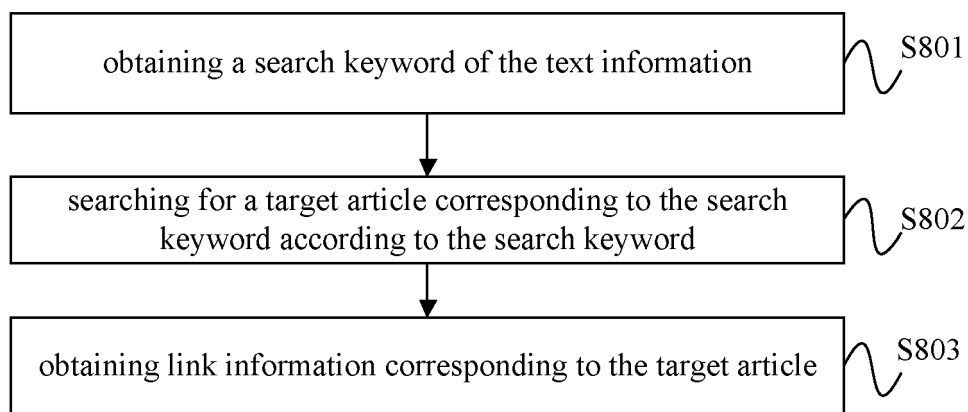 obtaining a search keyword of the text information
S801
searching for a target article corresponding to the search
keyword according to the search keyword
S802
obtaining link information corresponding to the target article
S803